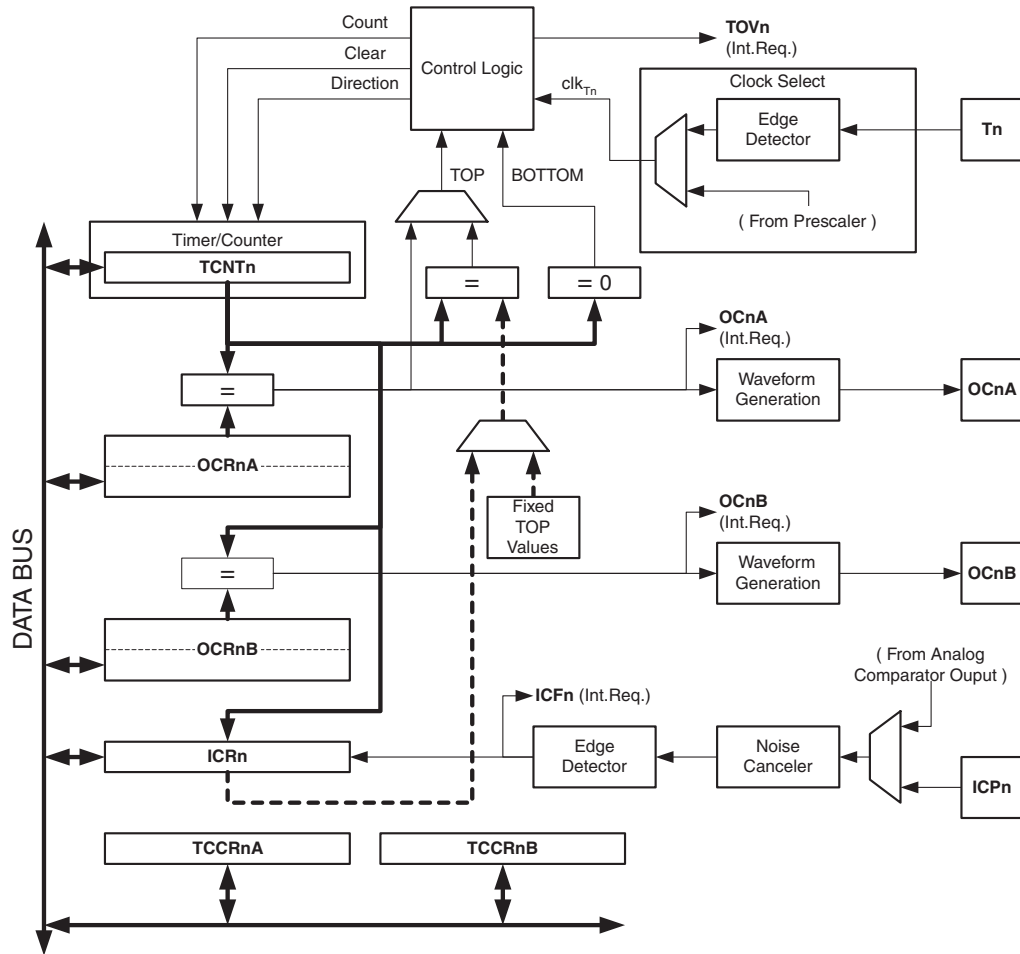 Count
Clear
Direction
Control Logic
TOVn
(Int.Req.)
clkTn
Clock Select
Edge
Detector
Tn
( From Prescaler )
TOP
BOTTOM
Timer/Counter
TCNTn
=
= 0
OCnA
(Int.Req.)
=
Waveform
Generation
OCnA
OCRnA
Fixed
TOP
Values
OCnB
(Int.Req.)
=
Waveform
Generation
OCnB
OCRnB
DATA BUS
( From Analog
Comparator Ouput )
ICFn (Int.Req.)
ICRn
Edge
Detector
Noise
Canceler
ICPn
TCCRnA
TCCRnB